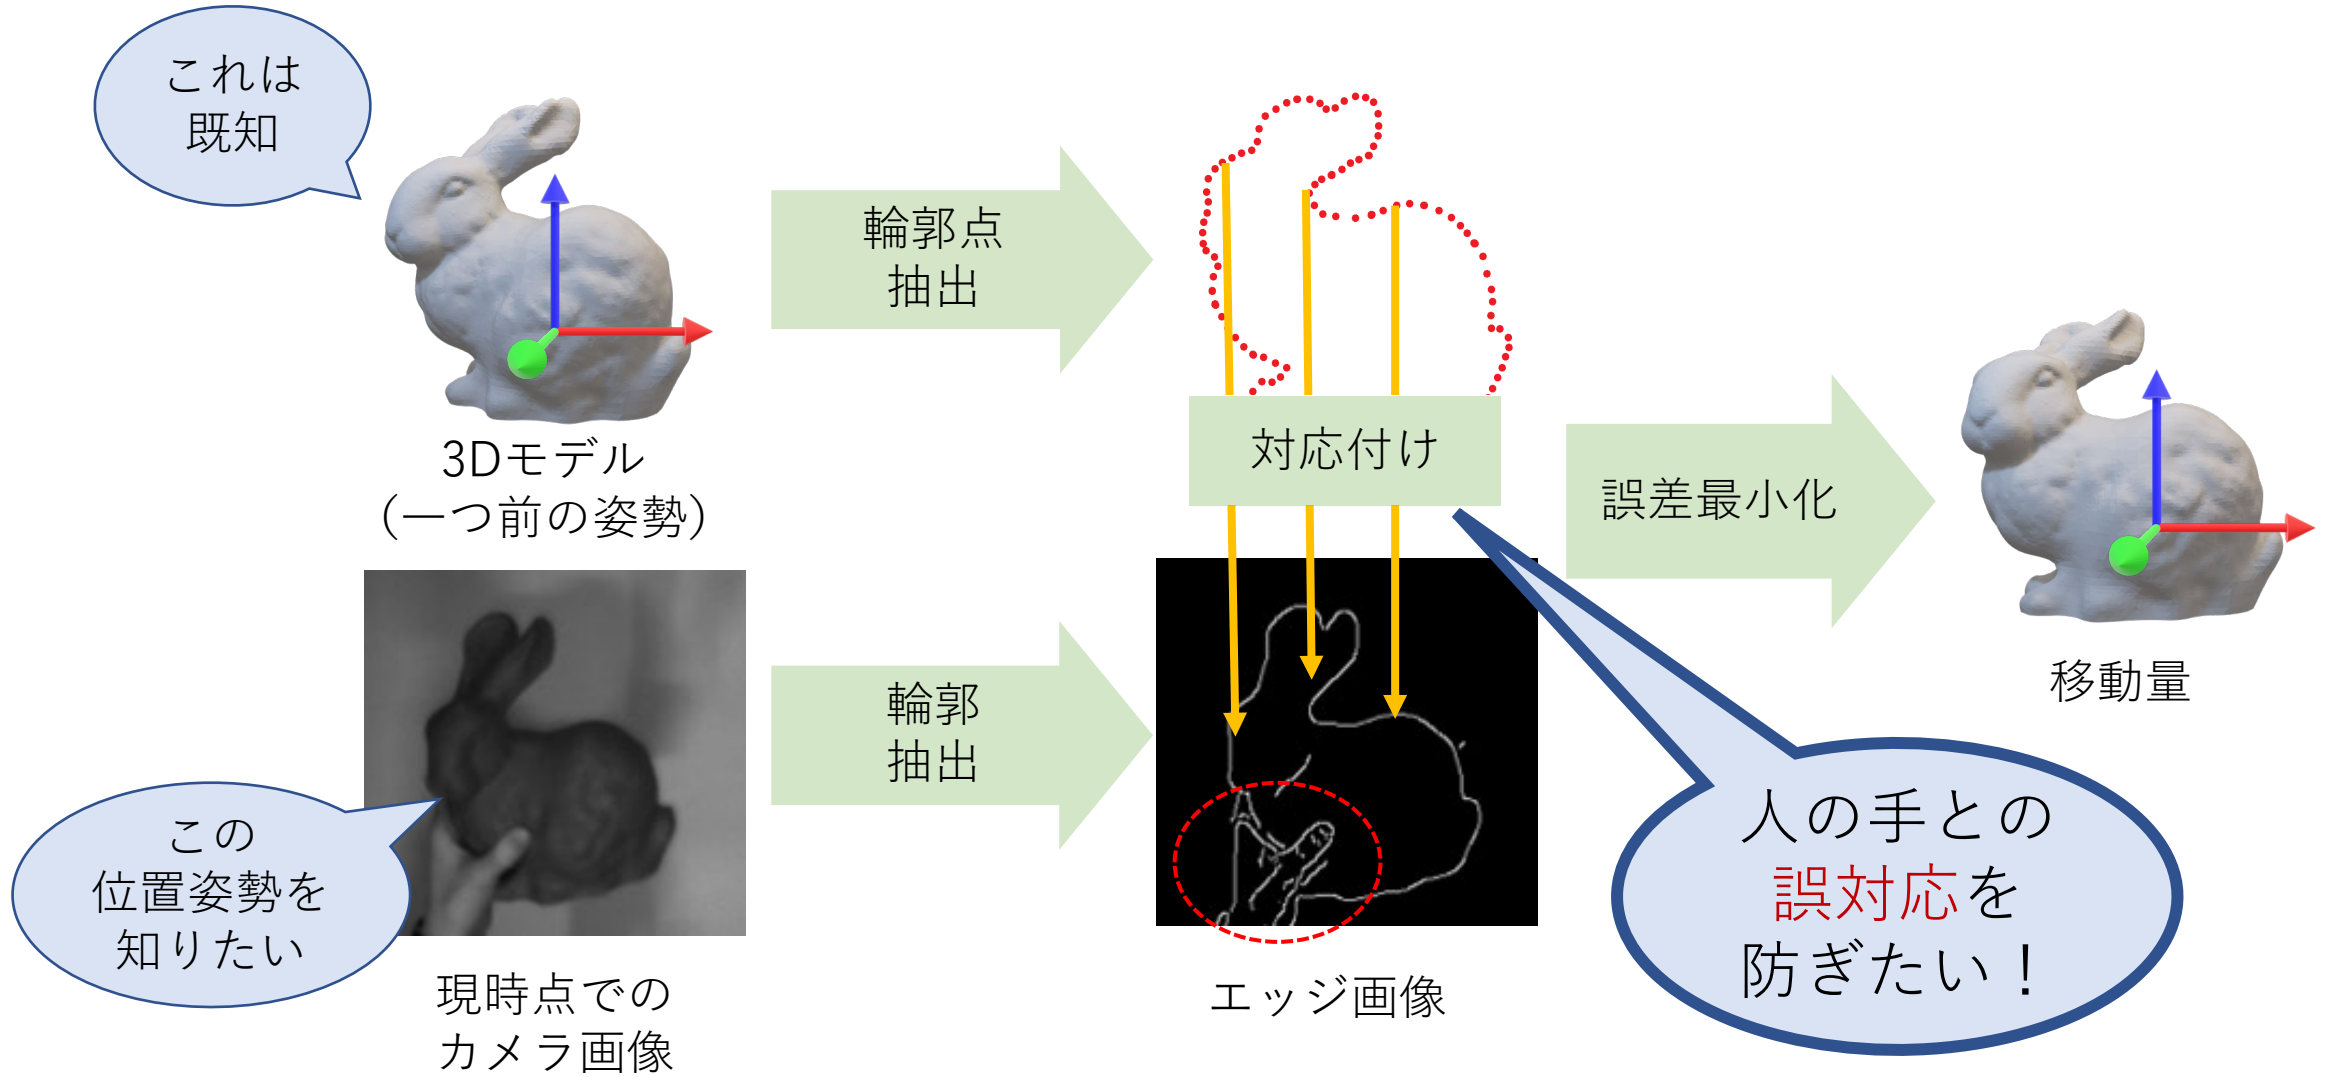 これは
既知
3Dモデル
（一つ前の姿勢）
輪郭点
抽出
対応付け
誤差最小化
移動量
この
位置姿勢を
知りたい
現時点での
カメラ画像
輪郭
抽出
エッジ画像
人の手との
誤対応を
防ぎたい！